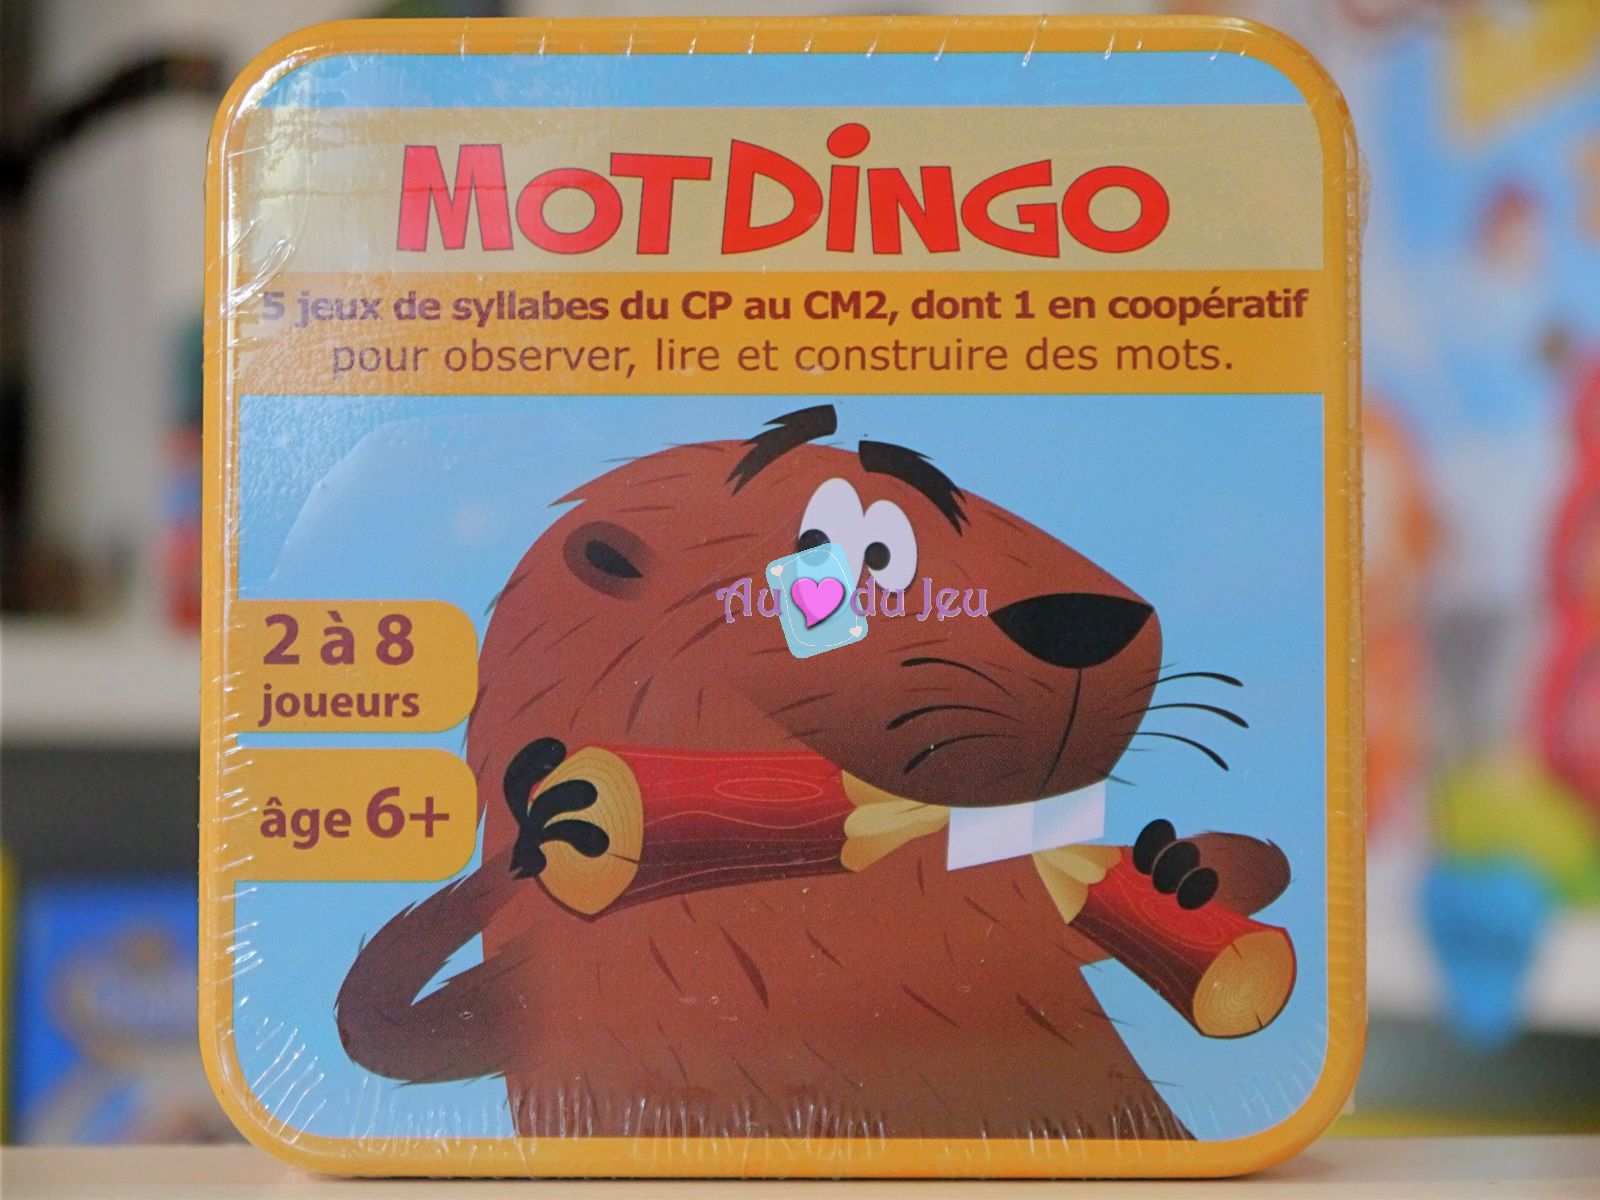 MOTDiNGO
5 jeux de syllabes du CP au CM2, dont 1 en coopératif
pour observer, lire et construire des mots.
Au du Jeu
2 à 8
joueurs
âge 6+